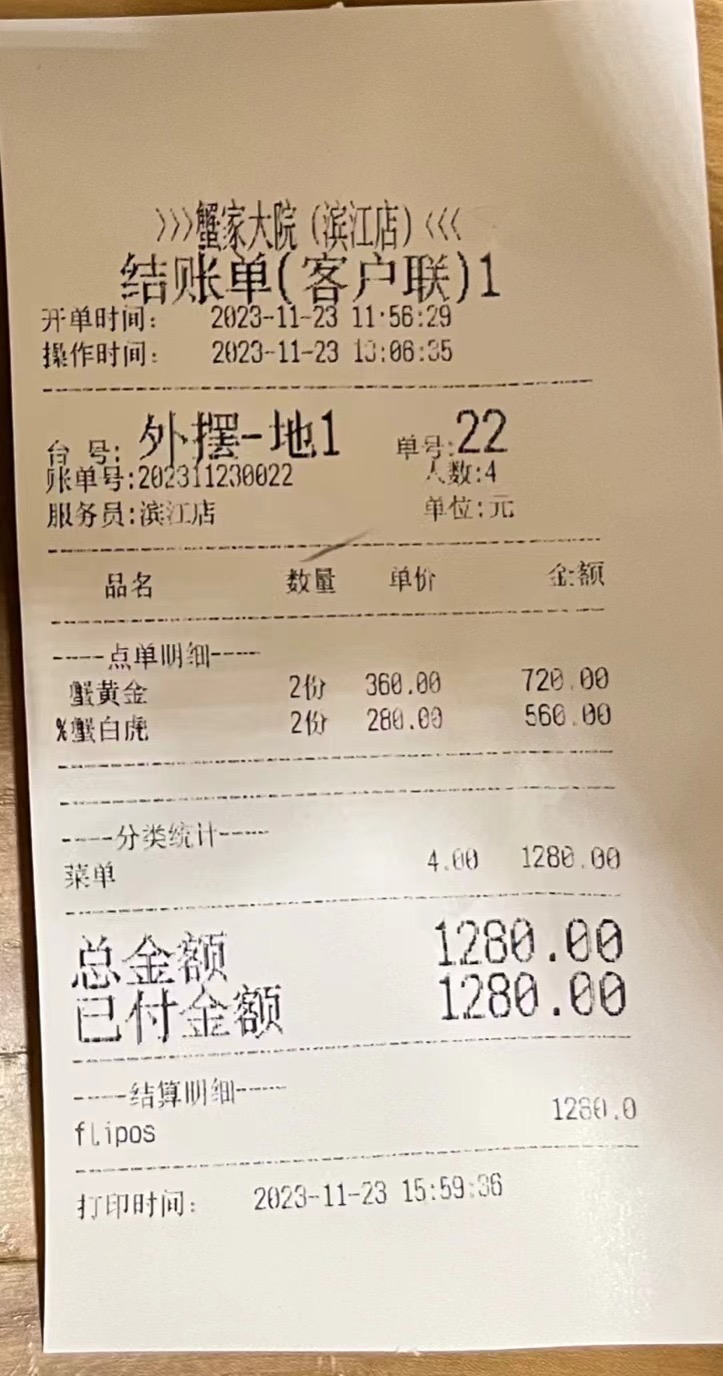 >>>蟹家大院(滨江店)<<<
结账单(客户联)1
开单时间： 2023-11-23 11:56:29
操作时间： 2023-11-23 13:06:35
台 号: 外摆-地1 单号:22
账单号:202311230022 人数:4
服务员:滨江店 单位:元
品名 数量 单价 金额
----点单明细----
蟹黄金 2份 360.00 720.00
%蟹白虎 2份 280.00 560.00
----分类统计----
菜单 4.00 1280.00
总金额 1280.00
已付金额 1280.00
----结算明细----
flipos 1280.0
打印时间： 2023-11-23 15:59:36